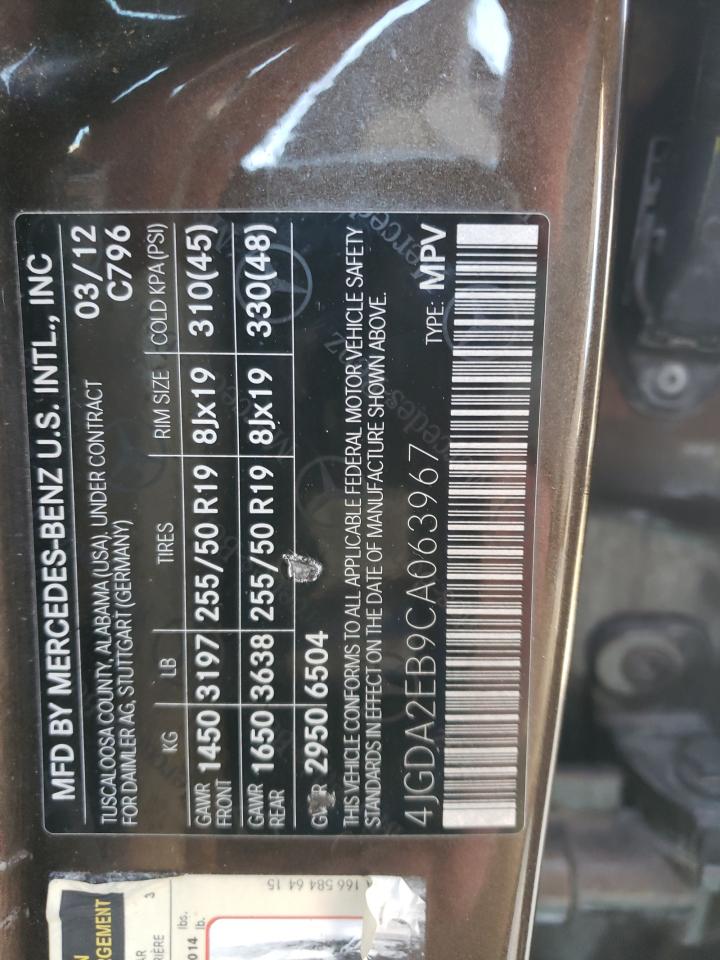 MFD BY MERCEDES-BENZ U.S. INTL., INC
TUSCALOOSA COUNTY, ALABAMA (USA), UNDER CONTRACT 03/12
FOR DAIMLER AG, STUTTGART (GERMANY) C796
KG LB TIRES RIM SIZE COLD KPA (PSI)
GAWR FRONT 1450 3197 255/50 R19 8Jx19 310(45)
GAWR REAR 1650 3638 255/50 R19 8Jx19 330(48)
2950 6504
THIS VEHICLE CONFORMS TO ALL APPLICABLE FEDERAL MOTOR VEHICLE SAFETY
STANDARDS IN EFFECT ON THE DATE OF MANUFACTURE SHOWN ABOVE.
4JGDA2EB9CA063967 TYPE: MPV
A 166 584 64 15
lbs.
lb.